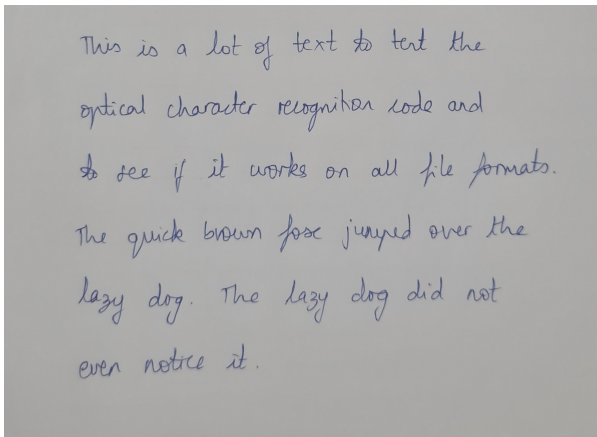 This is a lot of text to test the
optical character recognition code and
to see if it works on all file formats.
The quick brown fox jumped over the
lazy dog. The lazy dog did not
even notice it.